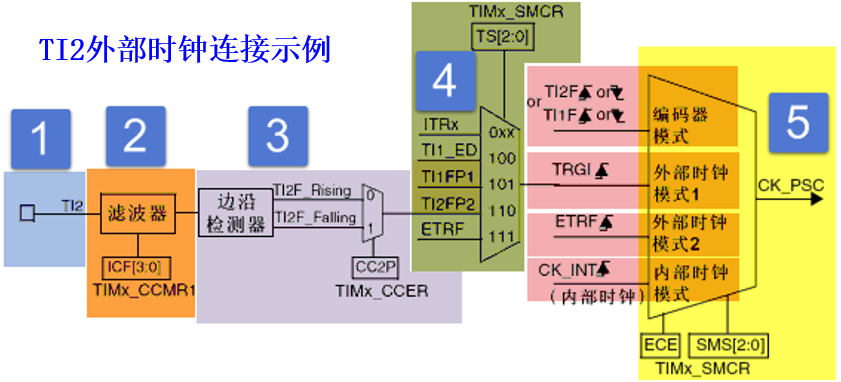 TI2外部时钟连接示例
1
2
3
4
5
TI2
滤波器
ICF[3:0]
TIMx_CCMR1
边沿
检测器
TI2F_Rising
TI2F_Falling
0
1
CC2P
TIMx_CCER
TIMx_SMCR
TS[2:0]
ITRx
TI1_ED
TI1FP1
TI2FP2
ETRF
0xx
100
101
110
111
or
TI2F or
TI1F or
编码器
模式
TRGI
外部时钟
模式1
ETRF
外部时钟
模式2
CK_INT
(内部时钟)
内部时钟
模式
CK_PSC
ECE
SMS[2:0]
TIMx_SMCR